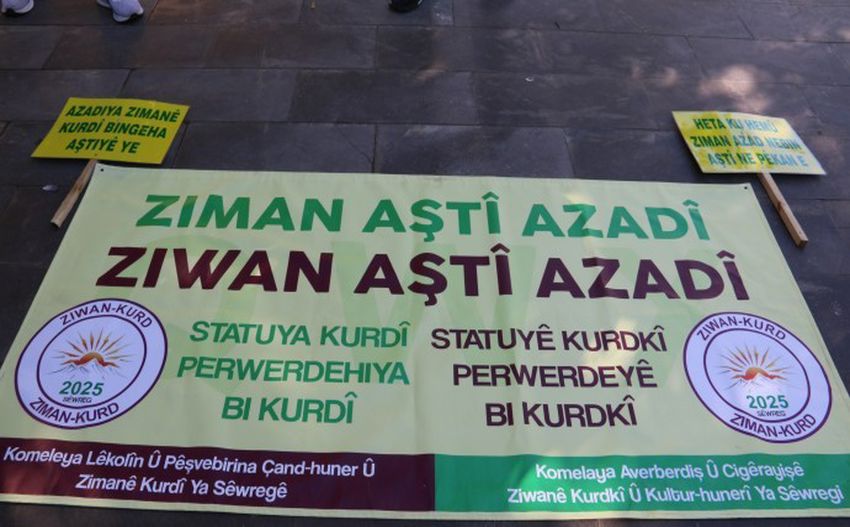 AZADIYA ZIMANÊ
KURDÎ BINGEHA
AŞTIYÊ YE
HETA KU HEMÛ
ZIMAN AZAD NEBIN
AŞTÎ NE PÊKAN E
ZIMAN AŞTÎ AZADÎ
ZIWAN AŞTÎ AZADÎ
STATUYA KURDÎ
PERWERDEHIYA
BI KURDÎ
STATUYÊ KURDKÎ
PERWERDEYÊ
BI KURDKÎ
ZIWAN-KURD
2025
SÊWREGI
ZIMAN-KURD
ZIWAN-KURD
2025
SÊWREGI
ZIMAN-KURD
Komeleya Lêkolîn Û Pêşvebirina Çand-huner Û
Zimanê Kurdî Ya Sêwregê
Komelaya Averberdiş Û Cigêrayişê
Ziwanê Kurdkî Û Kultur-hunerî Ya Sêwregi